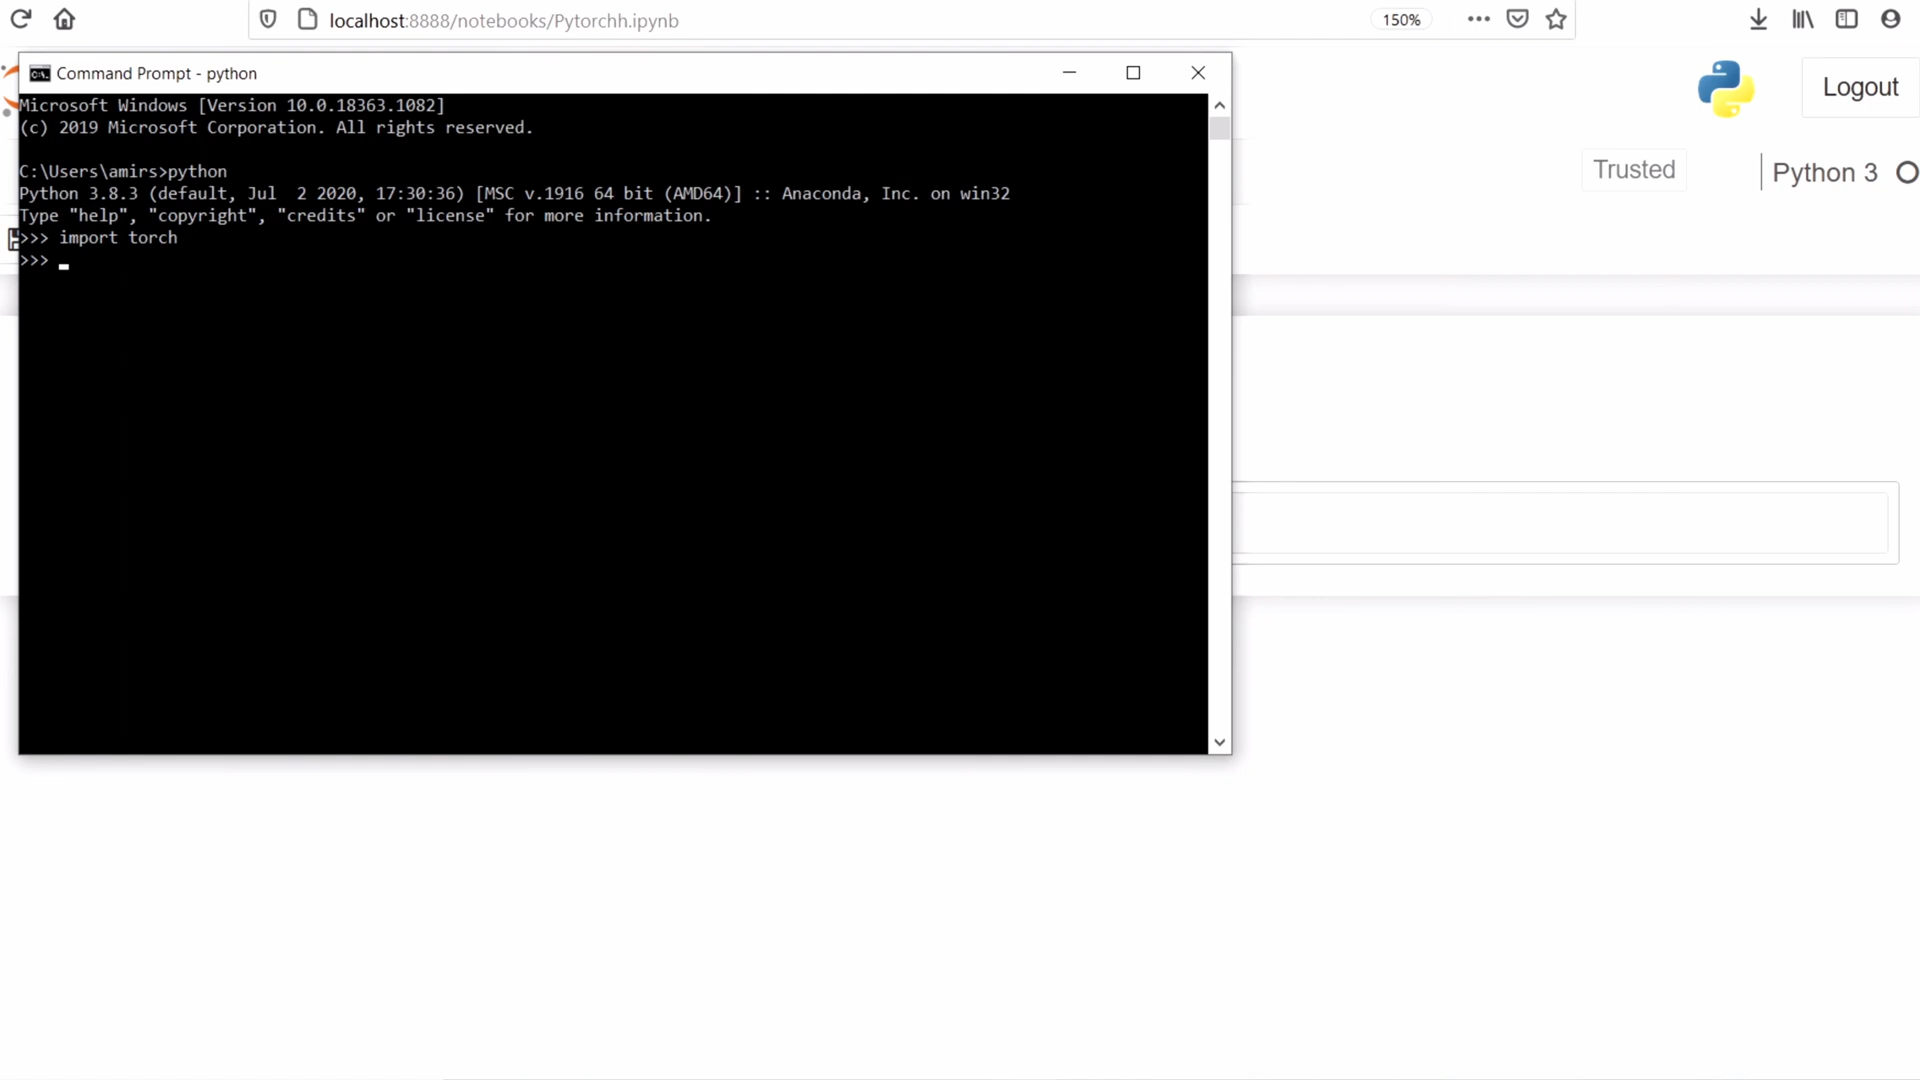 localhost:8888/notebooks/Pytorchh.ipynb
150%
Command Prompt - python
Logout
Trusted
Python 3
Microsoft Windows [Version 10.0.18363.1082]
(c) 2019 Microsoft Corporation. All rights reserved.
C:\Users\amirs>python
Python 3.8.3 (default, Jul  2 2020, 17:30:36) [MSC v.1916 64 bit (AMD64)] :: Anaconda, Inc. on win32
Type "help", "copyright", "credits" or "license" for more information.
>>> import torch
>>>